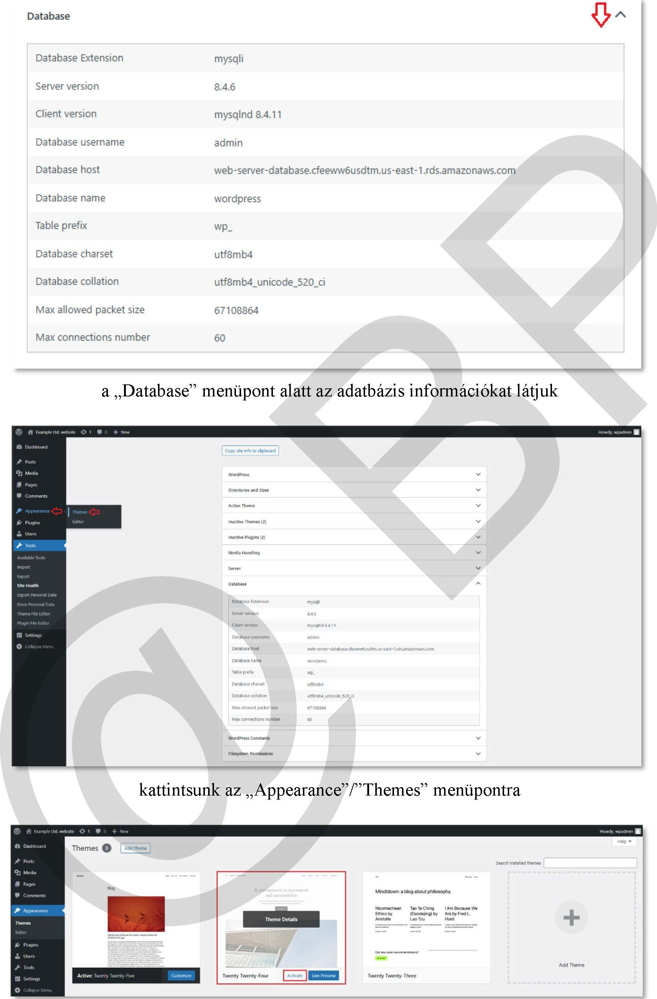 Database
Database Extension mysqli
Server version 8.4.6
Client version mysqlnd 8.4.11
Database username admin
Database host web-server-database.cfeeww6usdtm.us-east-1.rds.amazonaws.com
Database name wordpress
Table prefix wp_
Database charset utf8mb4
Database collation utf8mb4_unicode_520_ci
Max allowed packet size 67108864
Max connections number 60
a „Database” menüpont alatt az adatbázis információkat látjuk
Example Ltd. website 1 0 New Howdy, wpadmin
Dashboard
Posts
Media
Pages
Comments
Appearance
Themes
Editor
Plugins
Users
Tools
Available Tools
Import
Export
Site Health
Export Personal Data
Erase Personal Data
Theme File Editor
Plugin File Editor
Settings
Collapse Menu
Copy site info to clipboard
WordPress
Directories and Sizes
Active Theme
Inactive Themes (2)
Inactive Plugins (2)
Media Handling
Server
Database
Database Extension mysqli
Server version 8.4.6
Client version mysqlnd 8.4.11
Database username admin
Database host web-server-database.cfeeww6usdtm.us-east-1.rds.amazonaws.com
Database name wordpress
Table prefix wp_
Database charset utf8mb4
Database collation utf8mb4_unicode_520_ci
Max allowed packet size 67108864
Max connections number 60
WordPress Constants
Filesystem Permissions
kattintsunk az „Appearance”/”Themes” menüpontra
Example Ltd. website 1 0 New Howdy, wpadmin
Dashboard
Posts
Media
Pages
Comments
Appearance
Themes
Editor
Plugins
Users
Tools
Settings
Collapse Menu
Themes 3 Add Theme
Help
Search installed themes
Blog
Active: Twenty Twenty-Five Customize
A commitment to innovation
and sustainability
Theme Details
Twenty Twenty-Four Activate Live Preview
Mindblown: a blog about philosophy.
Nicomachean
Ethics by
Aristotle
Tao Te Ching
(Daodejing) by
Lao Tzu
I Am Because We
Are by Fred L.
Hord
Got any book recommendations?
Twenty Twenty-Three
Add Theme
@BP